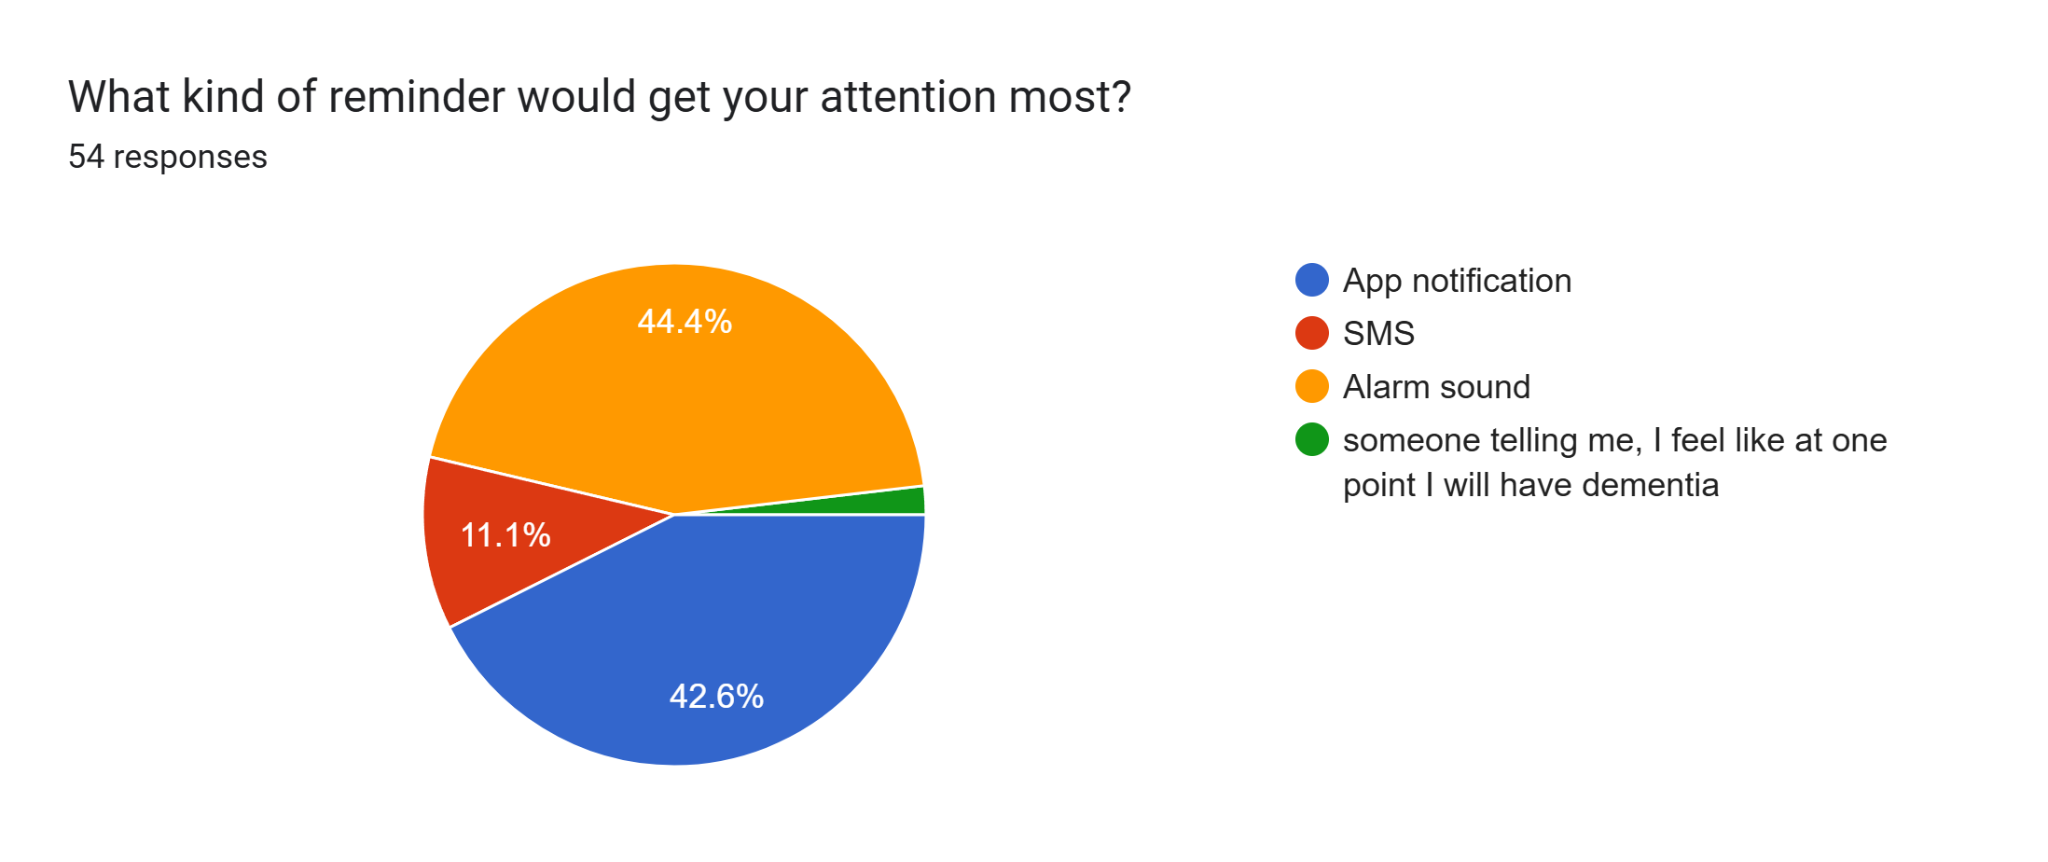 What kind of reminder would get your attention most?
54 responses
44.4%
11.1%
42.6%
App notification
SMS
Alarm sound
someone telling me, I feel like at one
point I will have dementia